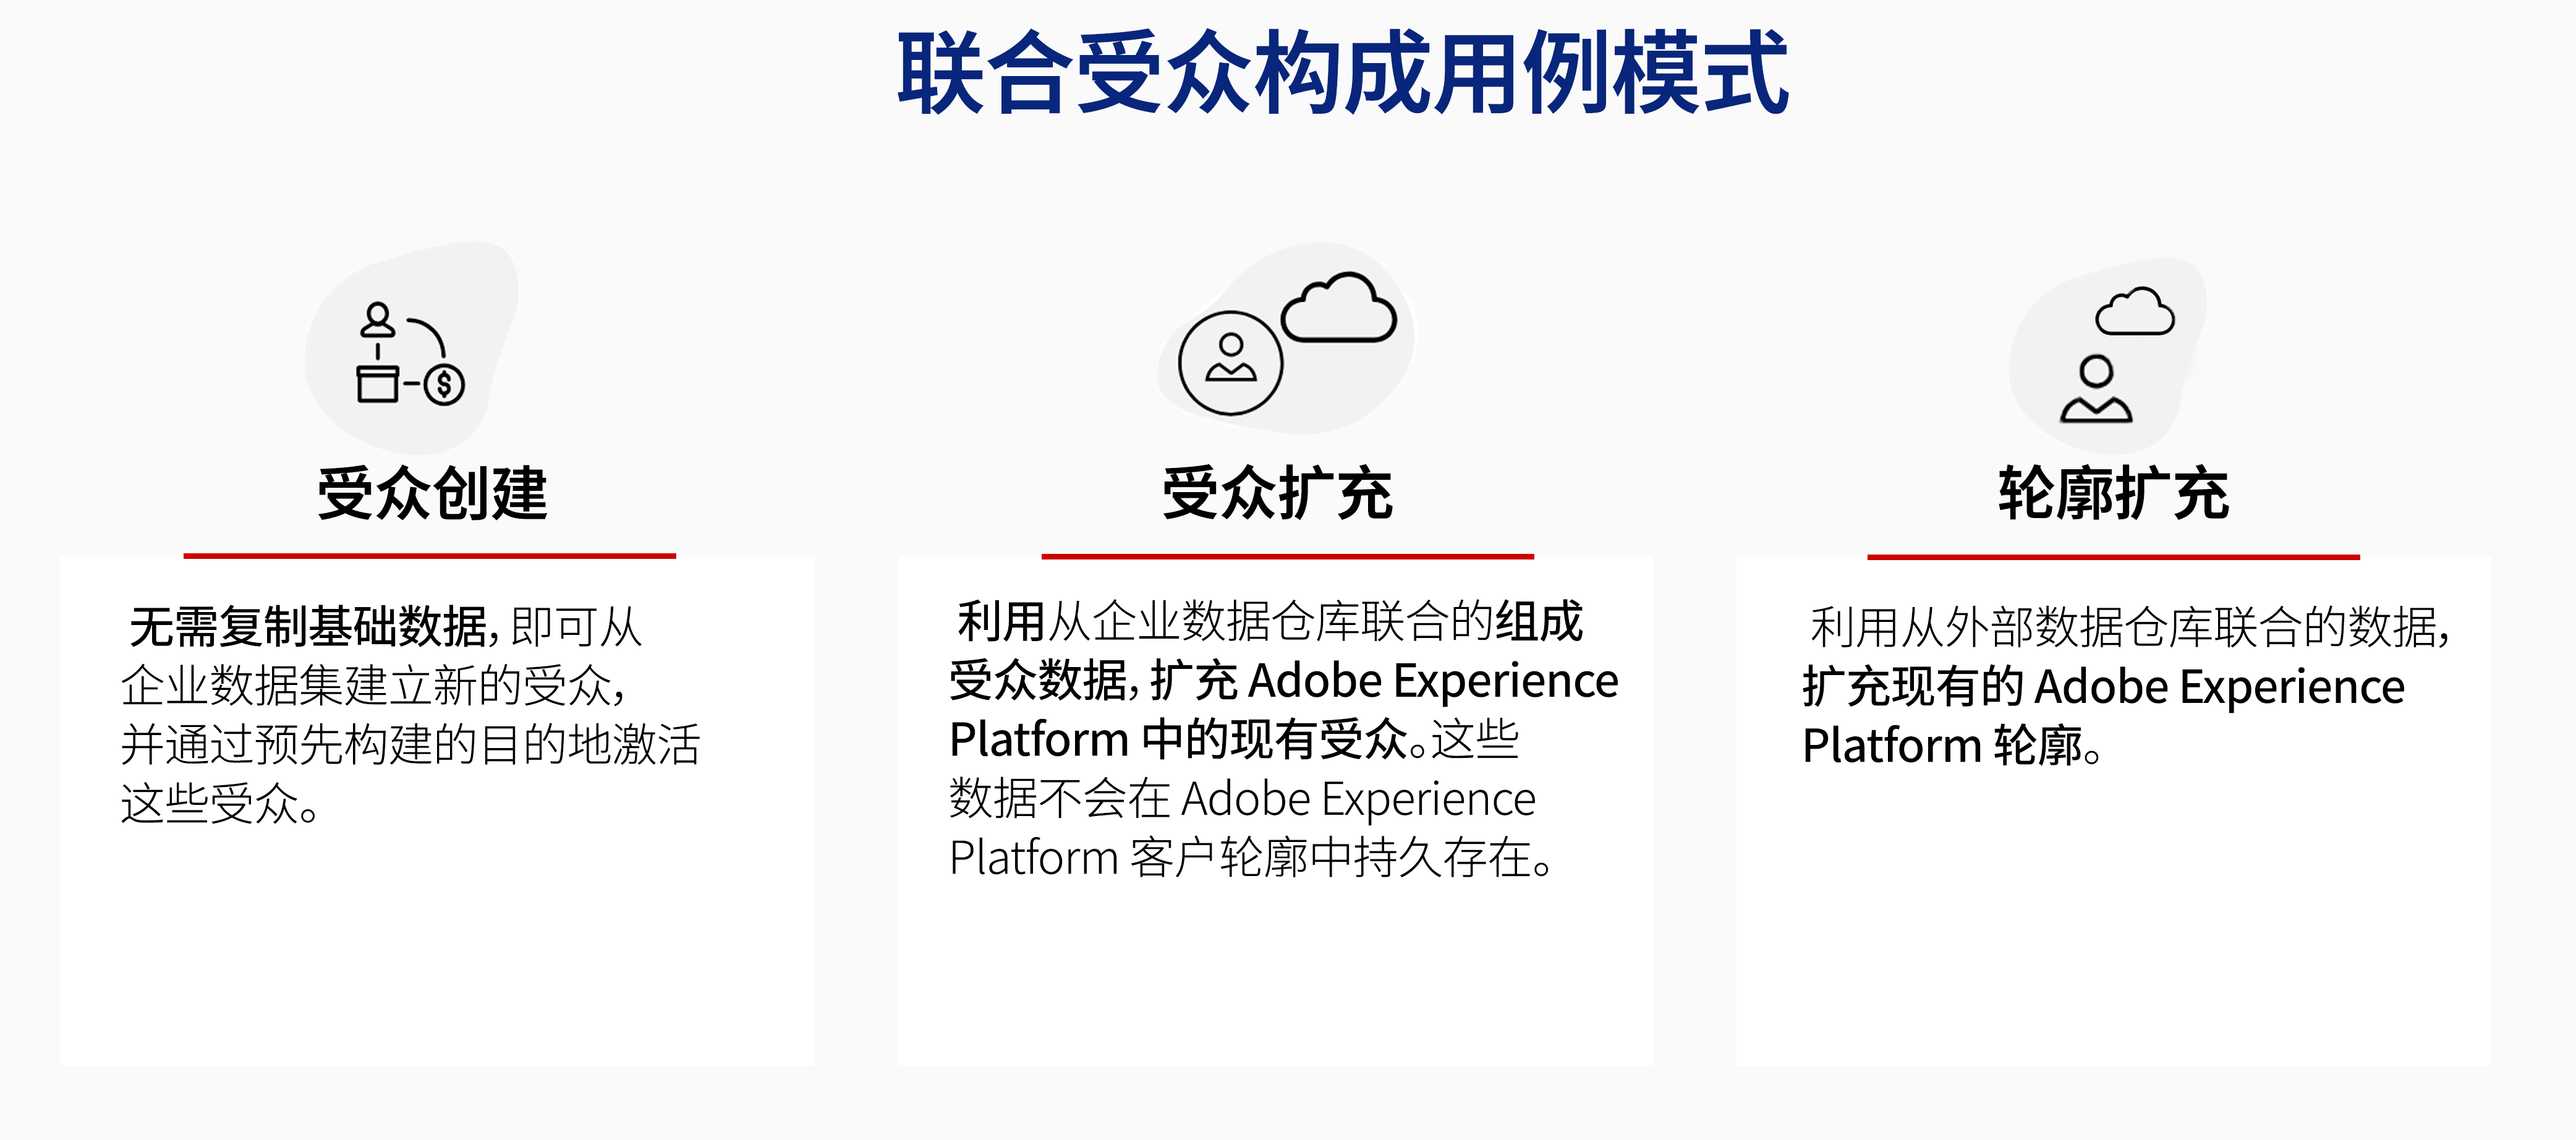 联合受众构成用例模式
受众创建
无需复制基础数据，即可从
企业数据集建立新的受众，
并通过预先构建的目的地激活
这些受众。
受众扩充
利用从企业数据仓库联合的组成
受众数据，扩充 Adobe Experience
Platform 中的现有受众。这些
数据不会在 Adobe Experience
Platform 客户轮廓中持久存在。
轮廓扩充
利用从外部数据仓库联合的数据，
扩充现有的 Adobe Experience
Platform 轮廓。